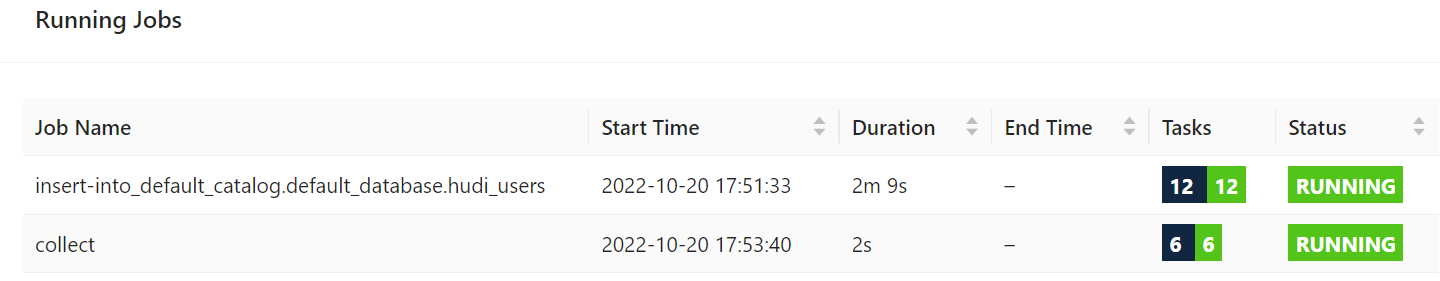 Running Jobs
Job Name Start Time Duration End Time Tasks Status
insert-into_default_catalog.default_database.hudi_users 2022-10-20 17:51:33 2m 9s – 12 12 RUNNING
collect 2022-10-20 17:53:40 2s – 6 6 RUNNING